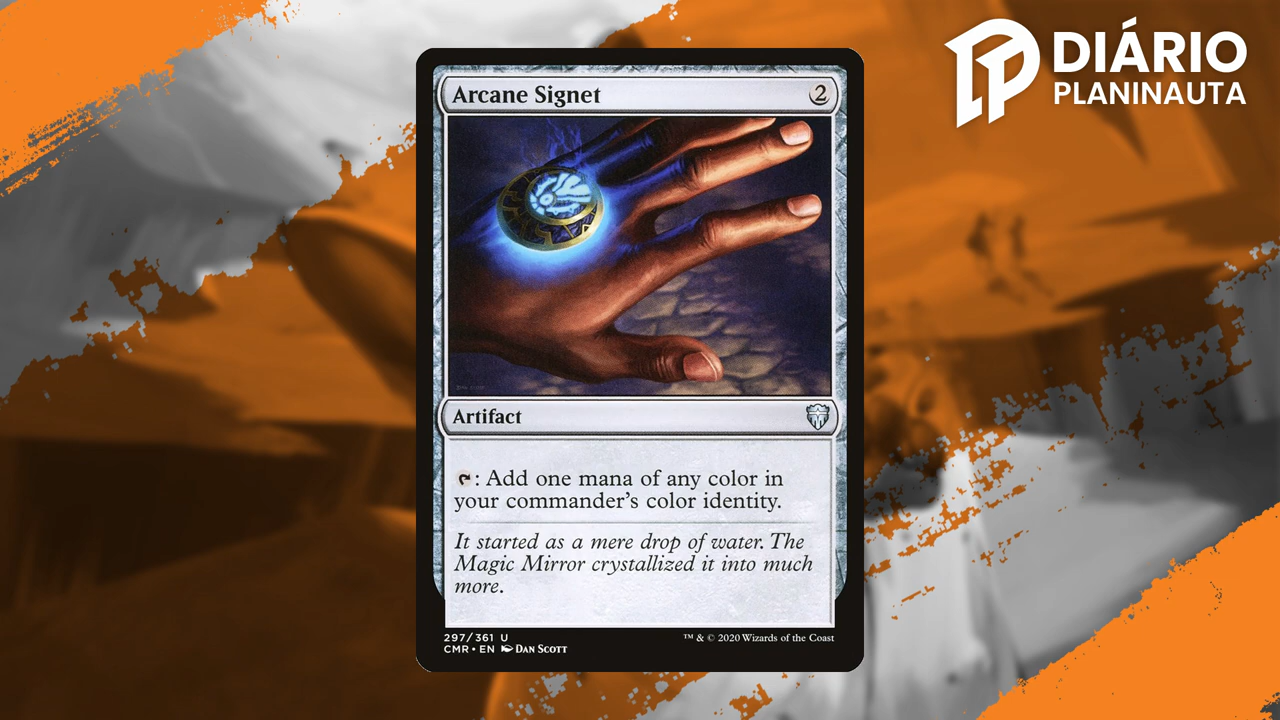 DIÁRIO
PLANINAUTA
Arcane Signet
2
Artifact
: Add one mana of any color in
your commander's color identity.
It started as a mere drop of water. The
Magic Mirror crystallized it into much
more.
297/361 U
CMR • EN Dan Scott
™ & © 2020 Wizards of the Coast